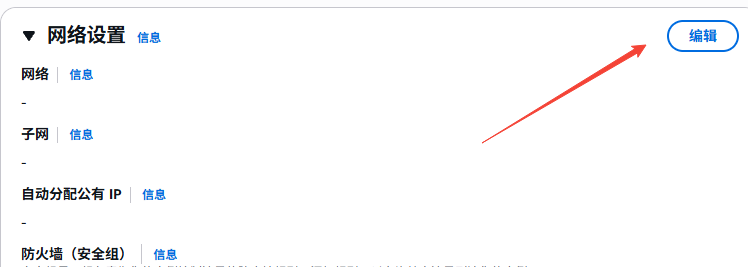 ▼ 网络设置 信息 编辑
网络 信息
-
子网 信息
-
自动分配公有 IP 信息
-
防火墙（安全组） 信息